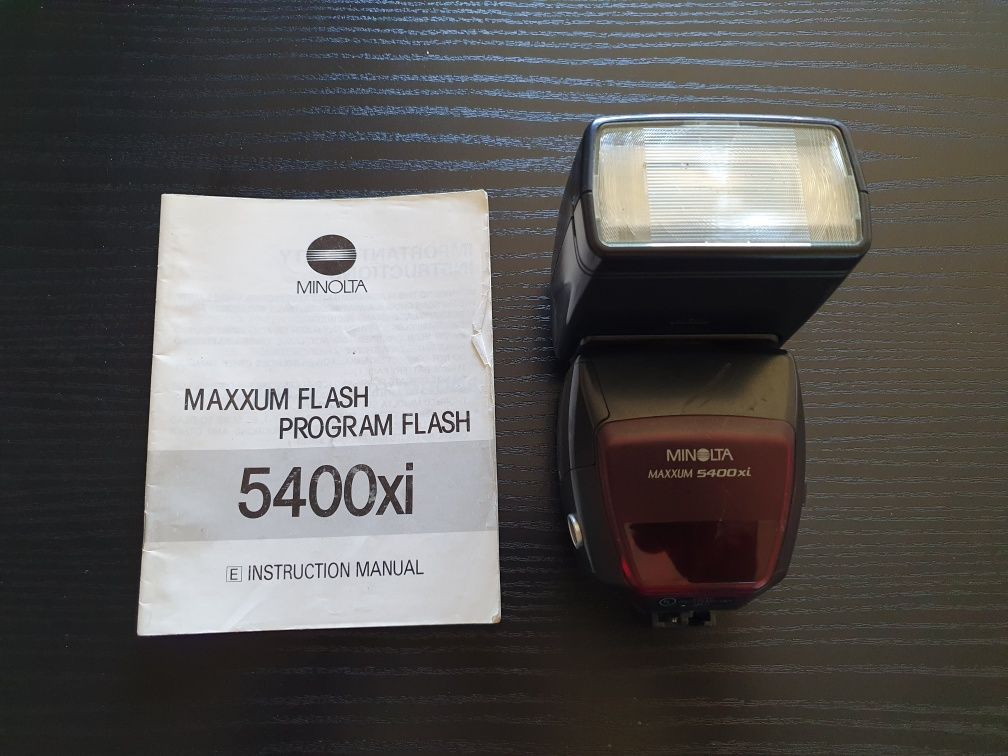 MINOLTA
MAXXUM FLASH
PROGRAM FLASH
5400xi
E INSTRUCTION MANUAL
MINOLTA
MAXXUM 5400xi